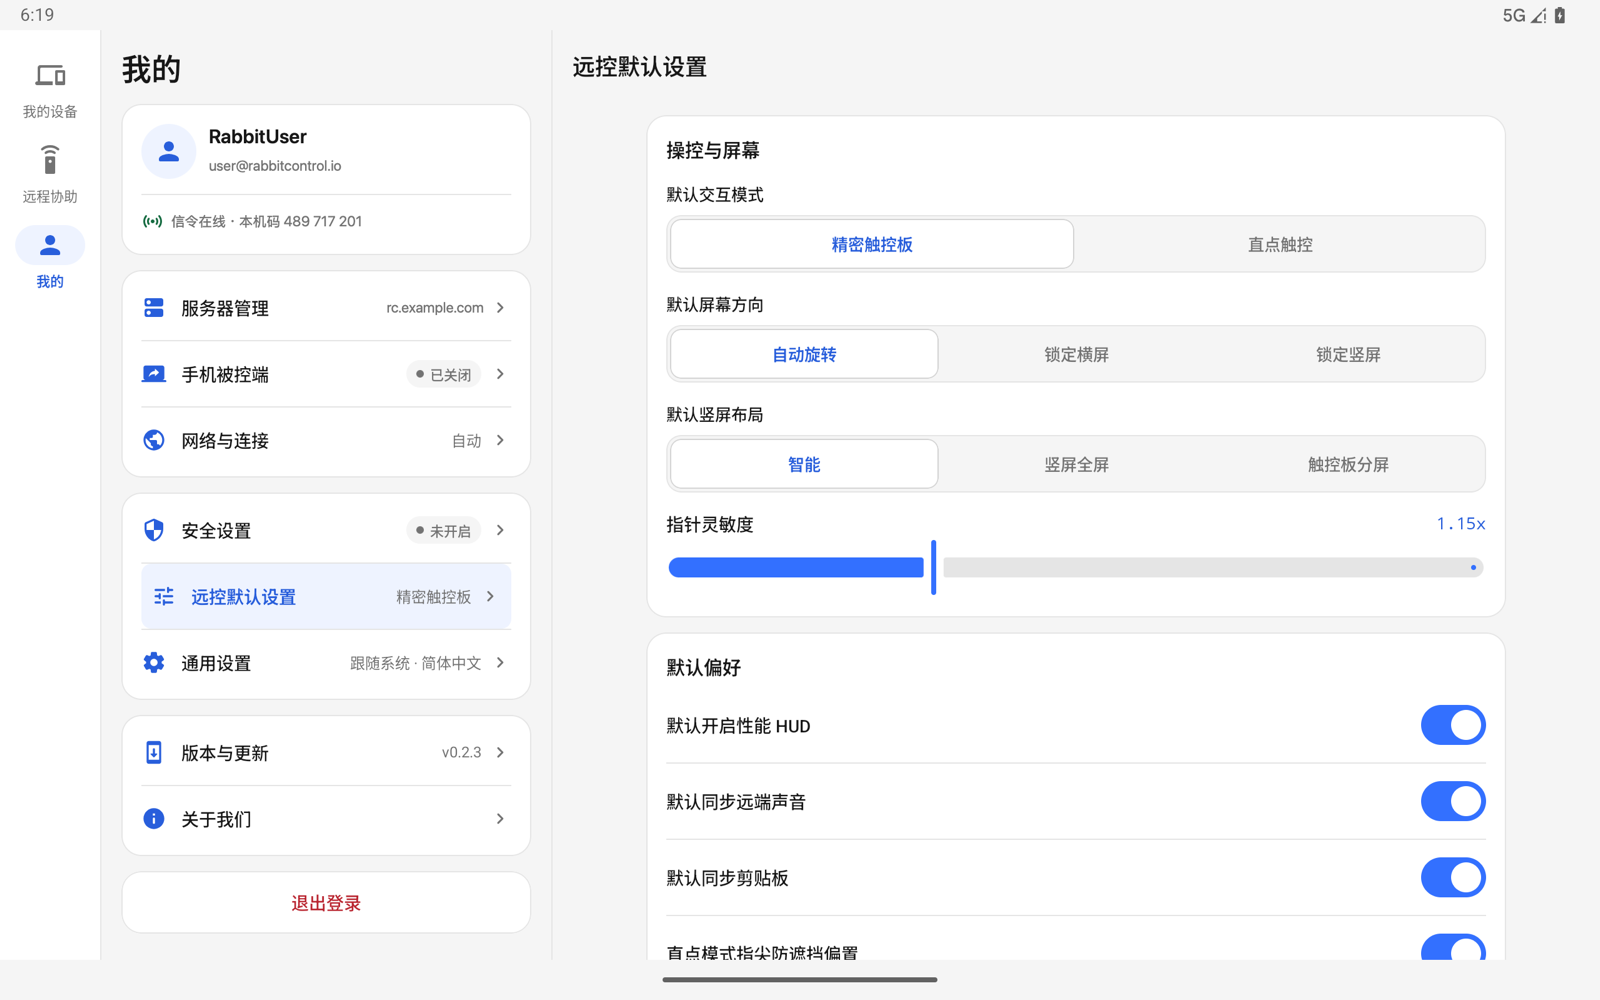 6:19
5G
我的设备
远程协助
我的
我的
RabbitUser
user@rabbitcontrol.io
信令在线 · 本机码 489 717 201
服务器管理 rc.example.com
手机被控端 已关闭
网络与连接 自动
安全设置 未开启
远控默认设置 精密触控板
通用设置 跟随系统 · 简体中文
版本与更新 v0.2.3
关于我们
退出登录
远控默认设置
操控与屏幕
默认交互模式
精密触控板 直点触控
默认屏幕方向
自动旋转 锁定横屏 锁定竖屏
默认竖屏布局
智能 竖屏全屏 触控板分屏
指针灵敏度 1.15x
默认偏好
默认开启性能 HUD
默认同步远端声音
默认同步剪贴板
直点模式指尖防遮挡偏置